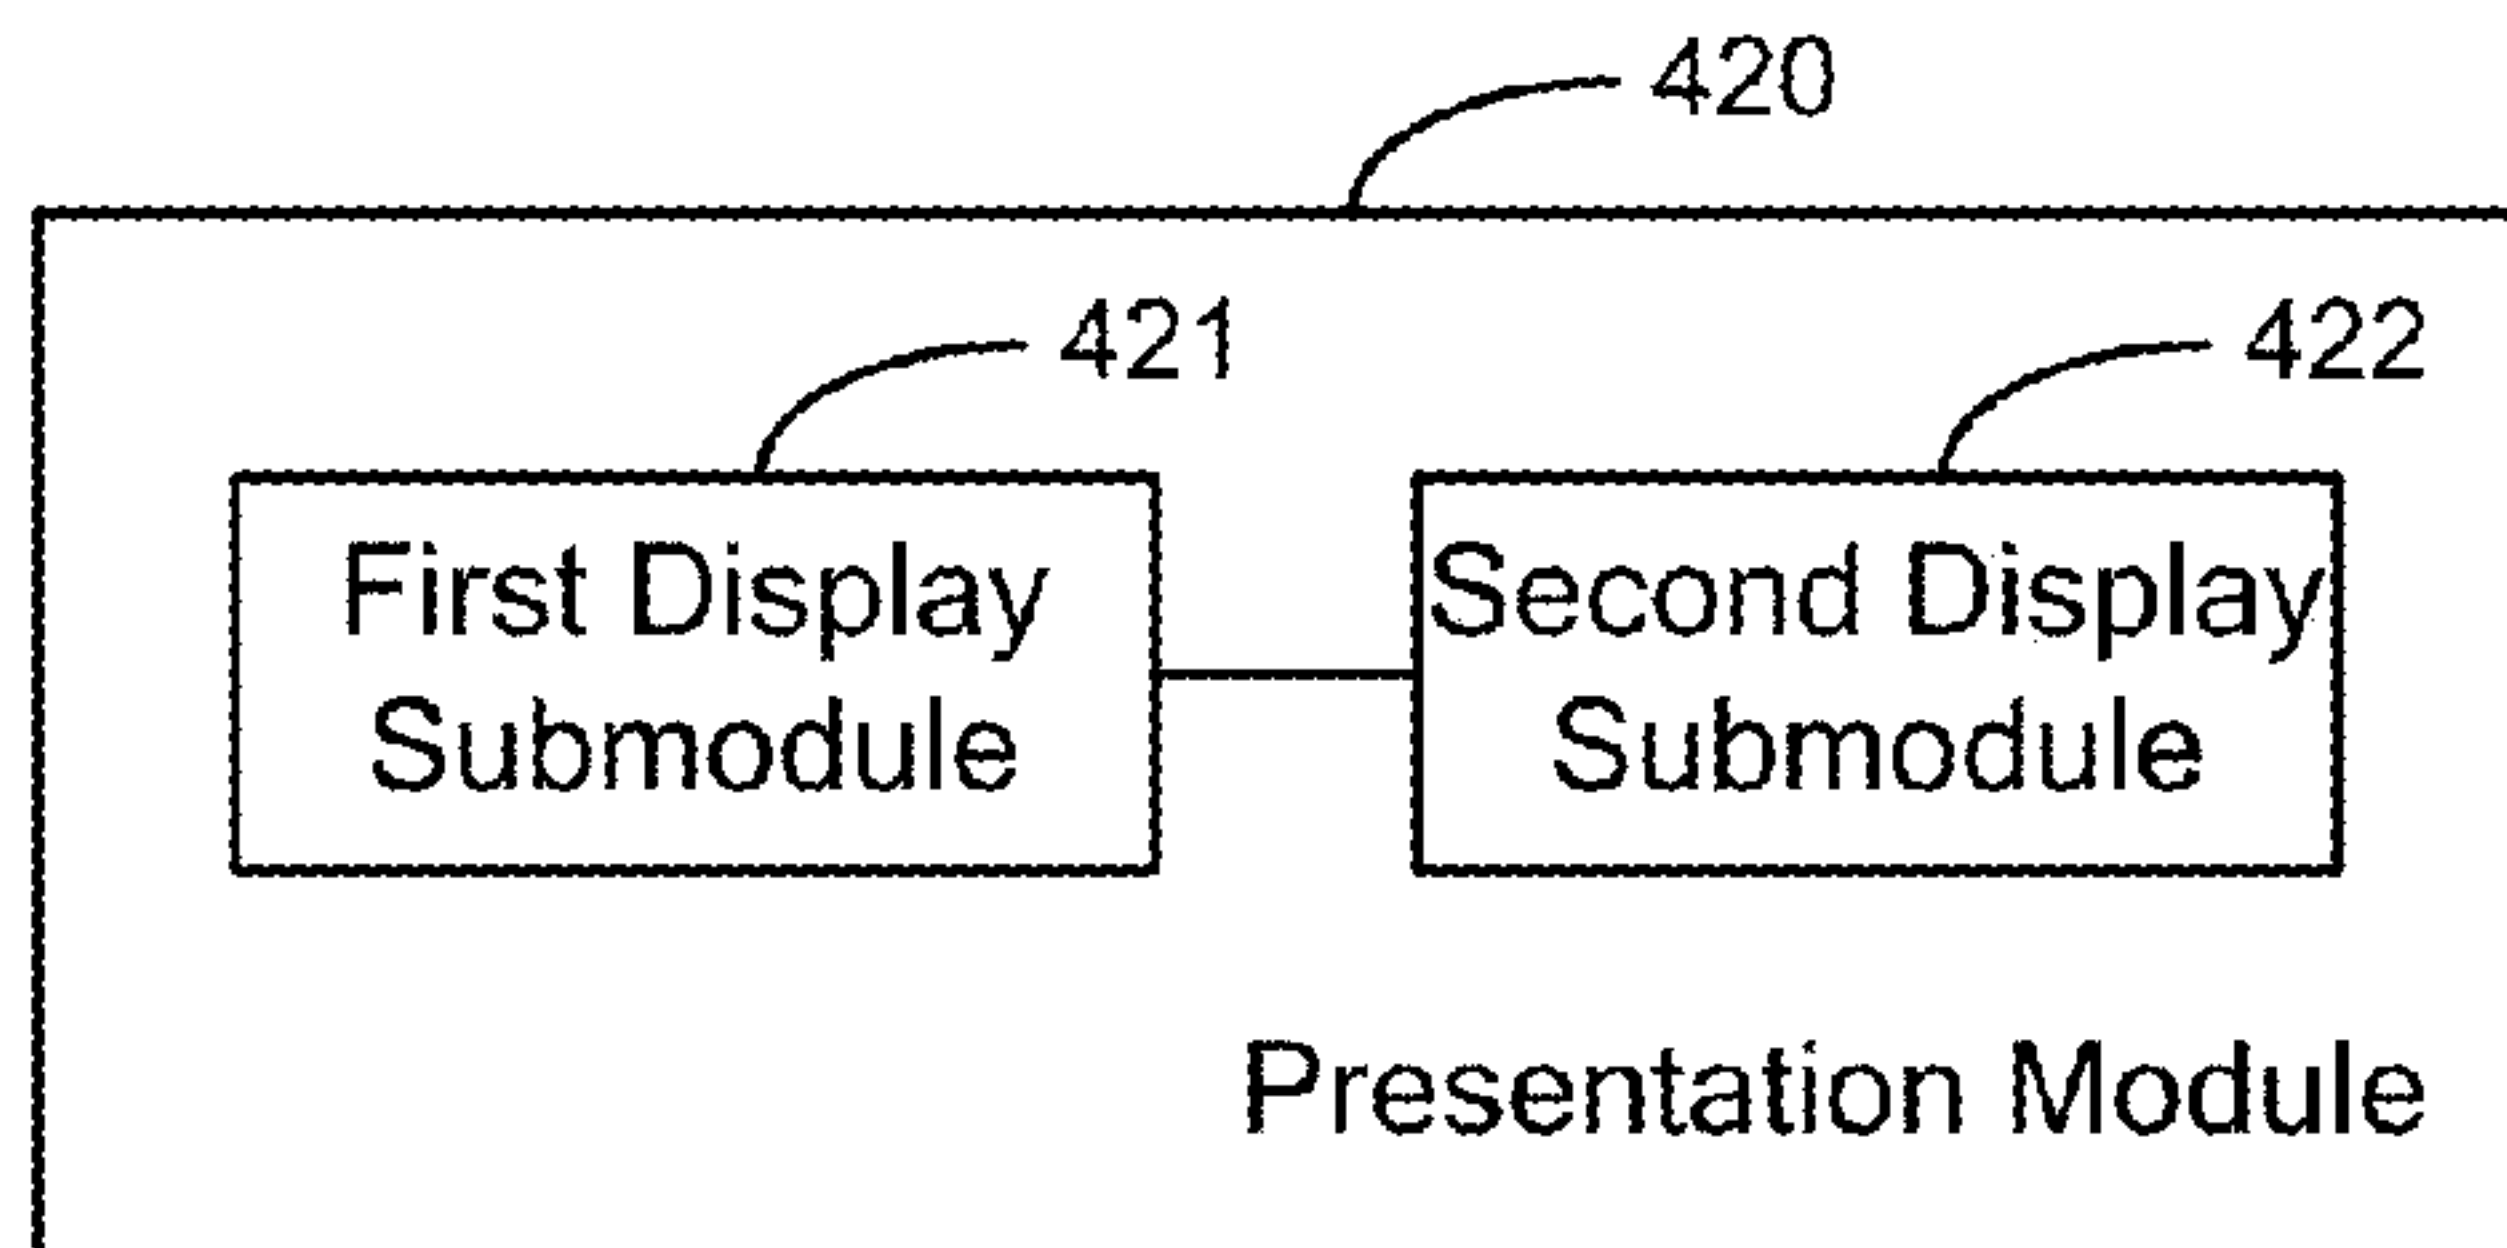 420
421
422
First Display
Submodule
Second Display
Submodule
Presentation Module